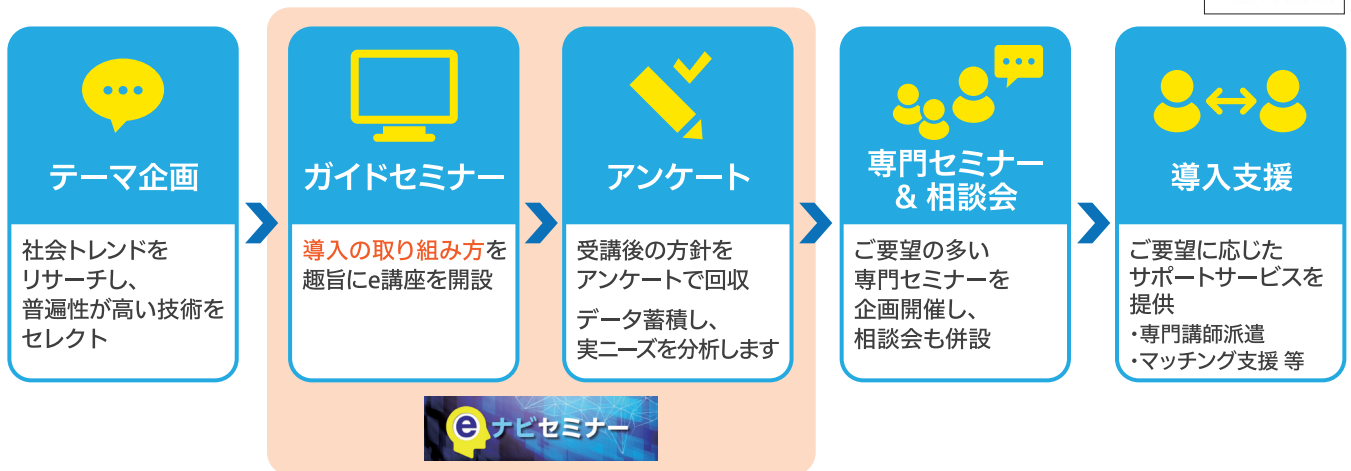 テーマ企画
社会トレンドを
リサーチし、
普遍性が高い技術を
セレクト
ガイドセミナー
導入の取り組み方を
趣旨にe講座を開設
アンケート
受講後の方針を
アンケートで回収
データ蓄積し、
実ニーズを分析します
専門セミナー
& 相談会
ご要望の多い
専門セミナーを
企画開催し、
相談会も併設
導入支援
ご要望に応じた
サポートサービスを
提供
・専門講師派遣
・マッチング支援 等
eナビセミナー